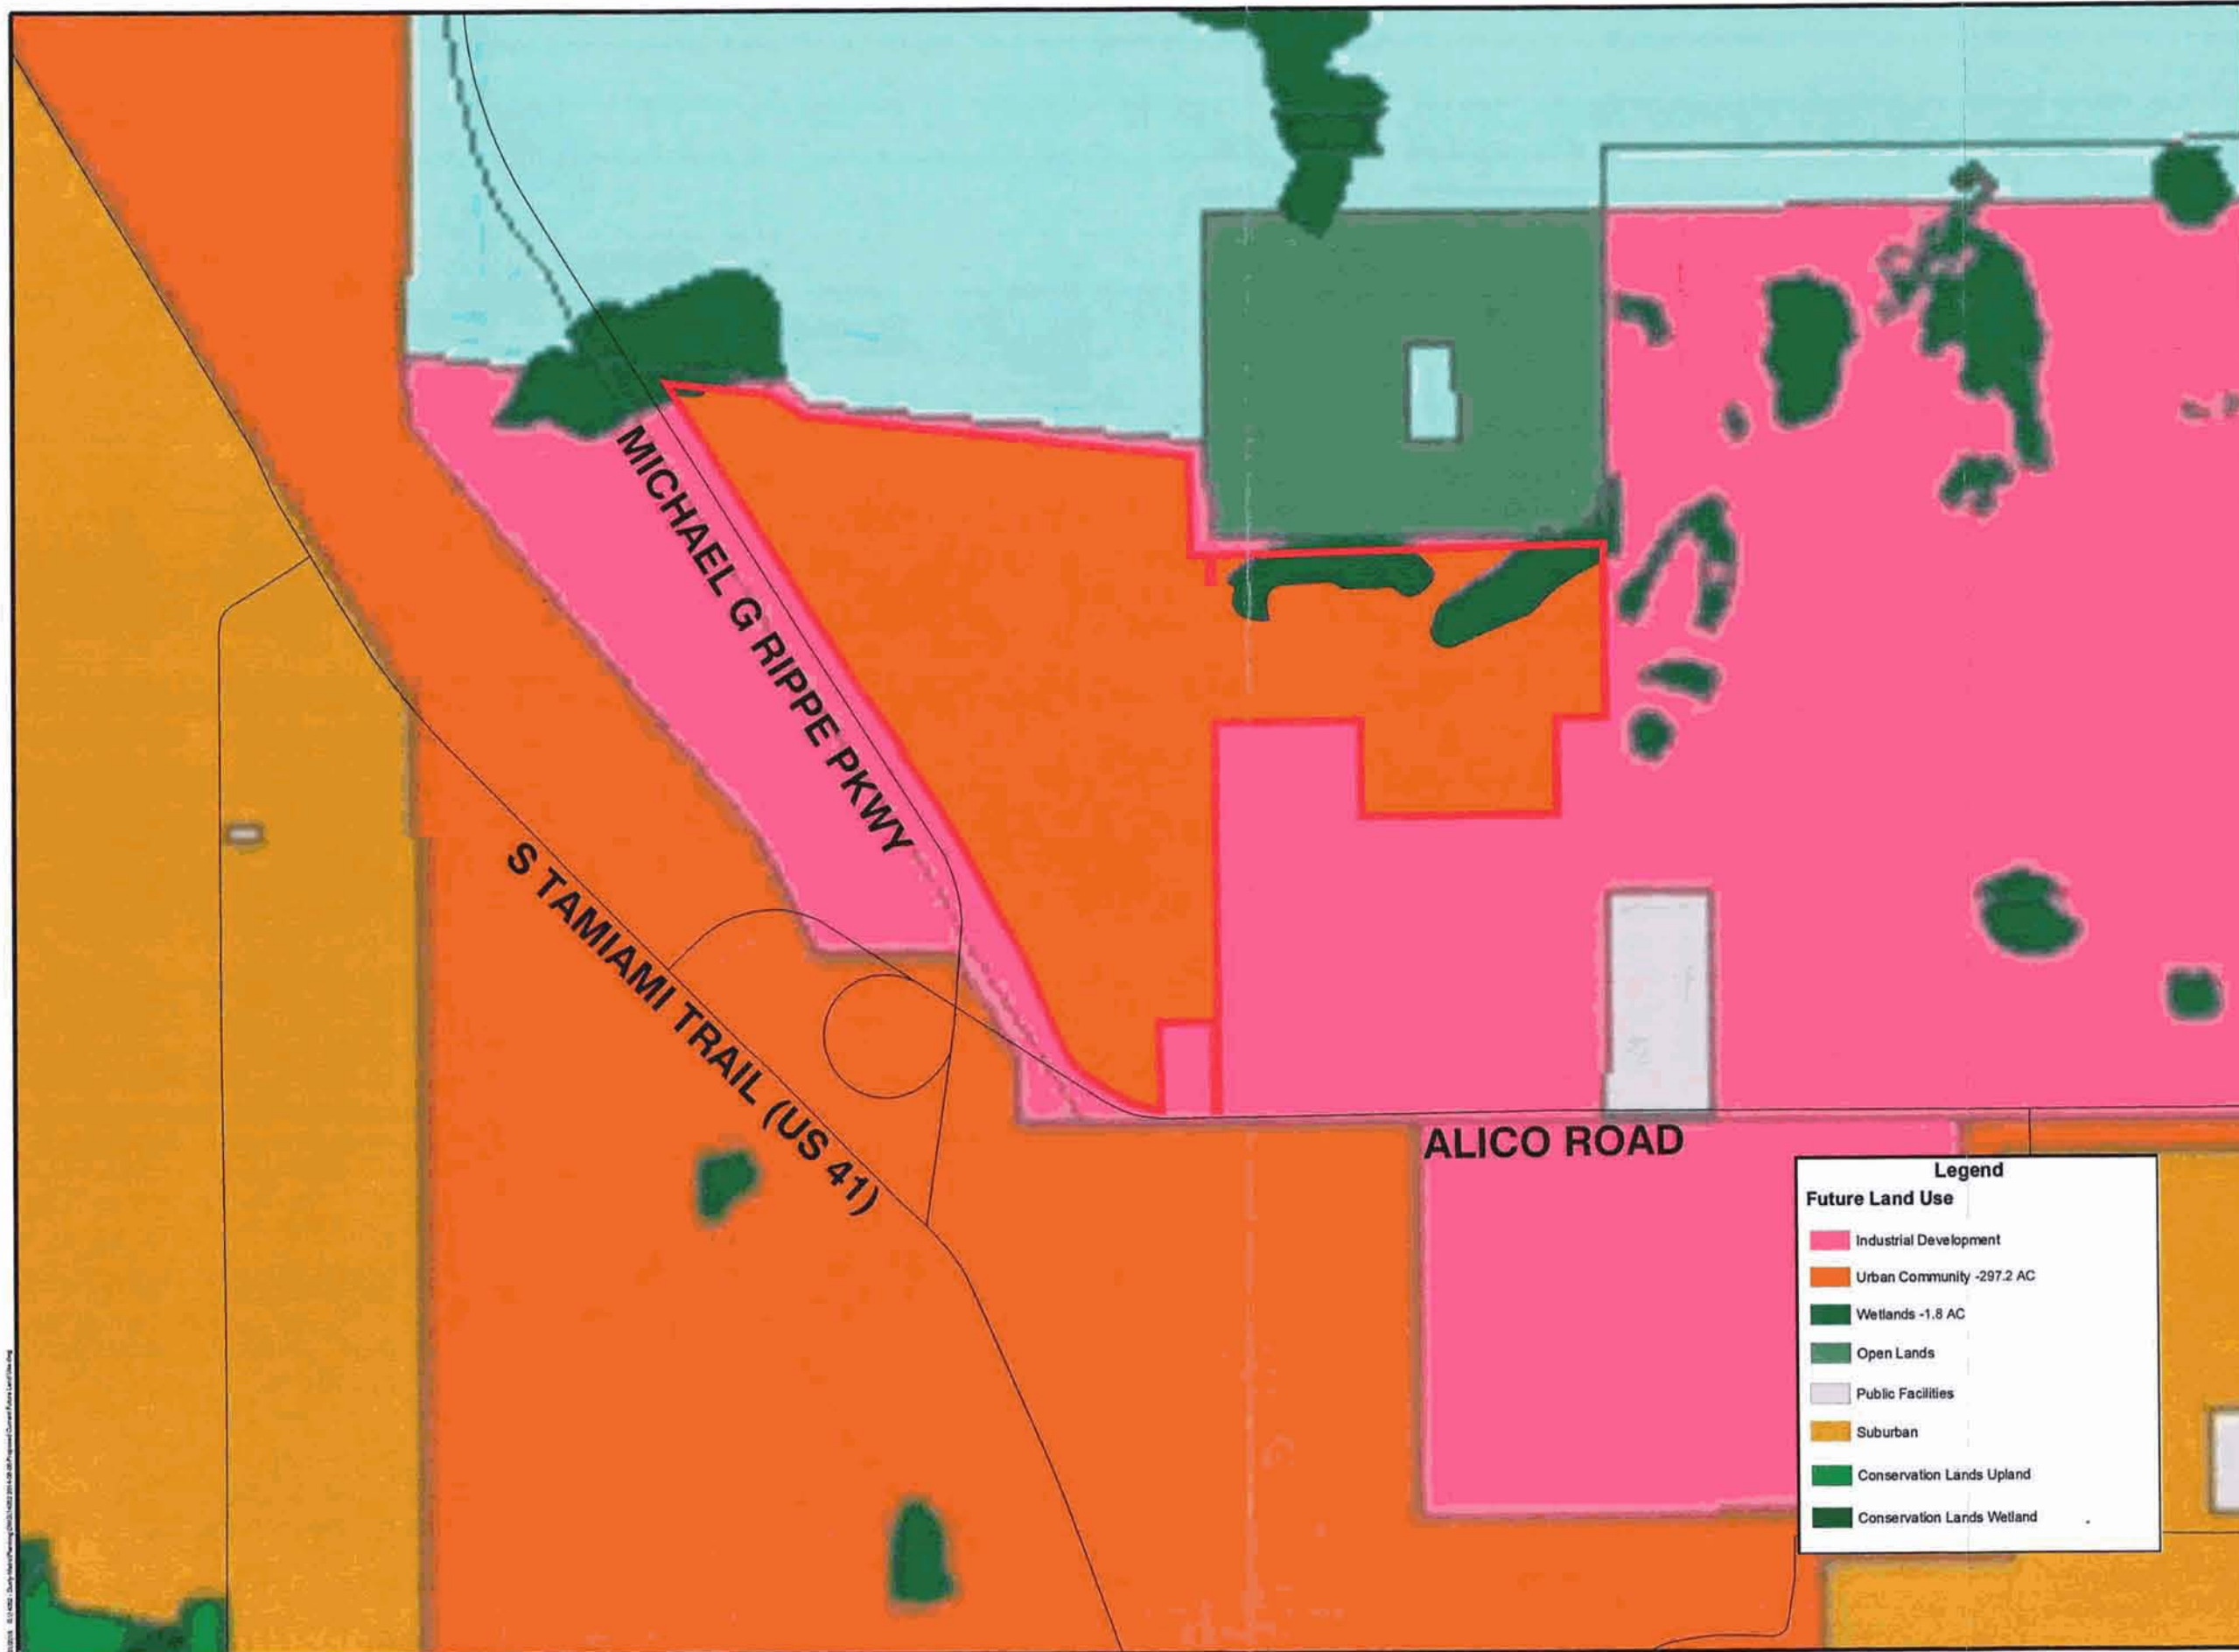 MICHAEL G RIPPE PKWY
S TAMIAMI TRAIL (US 41)
ALICO ROAD
Legend
Future Land Use
Industrial Development
Urban Community -297.2 AC
Wetlands -1.8 AC
Open Lands
Public Facilities
Suburban
Conservation Lands Upland
Conservation Lands Wetland